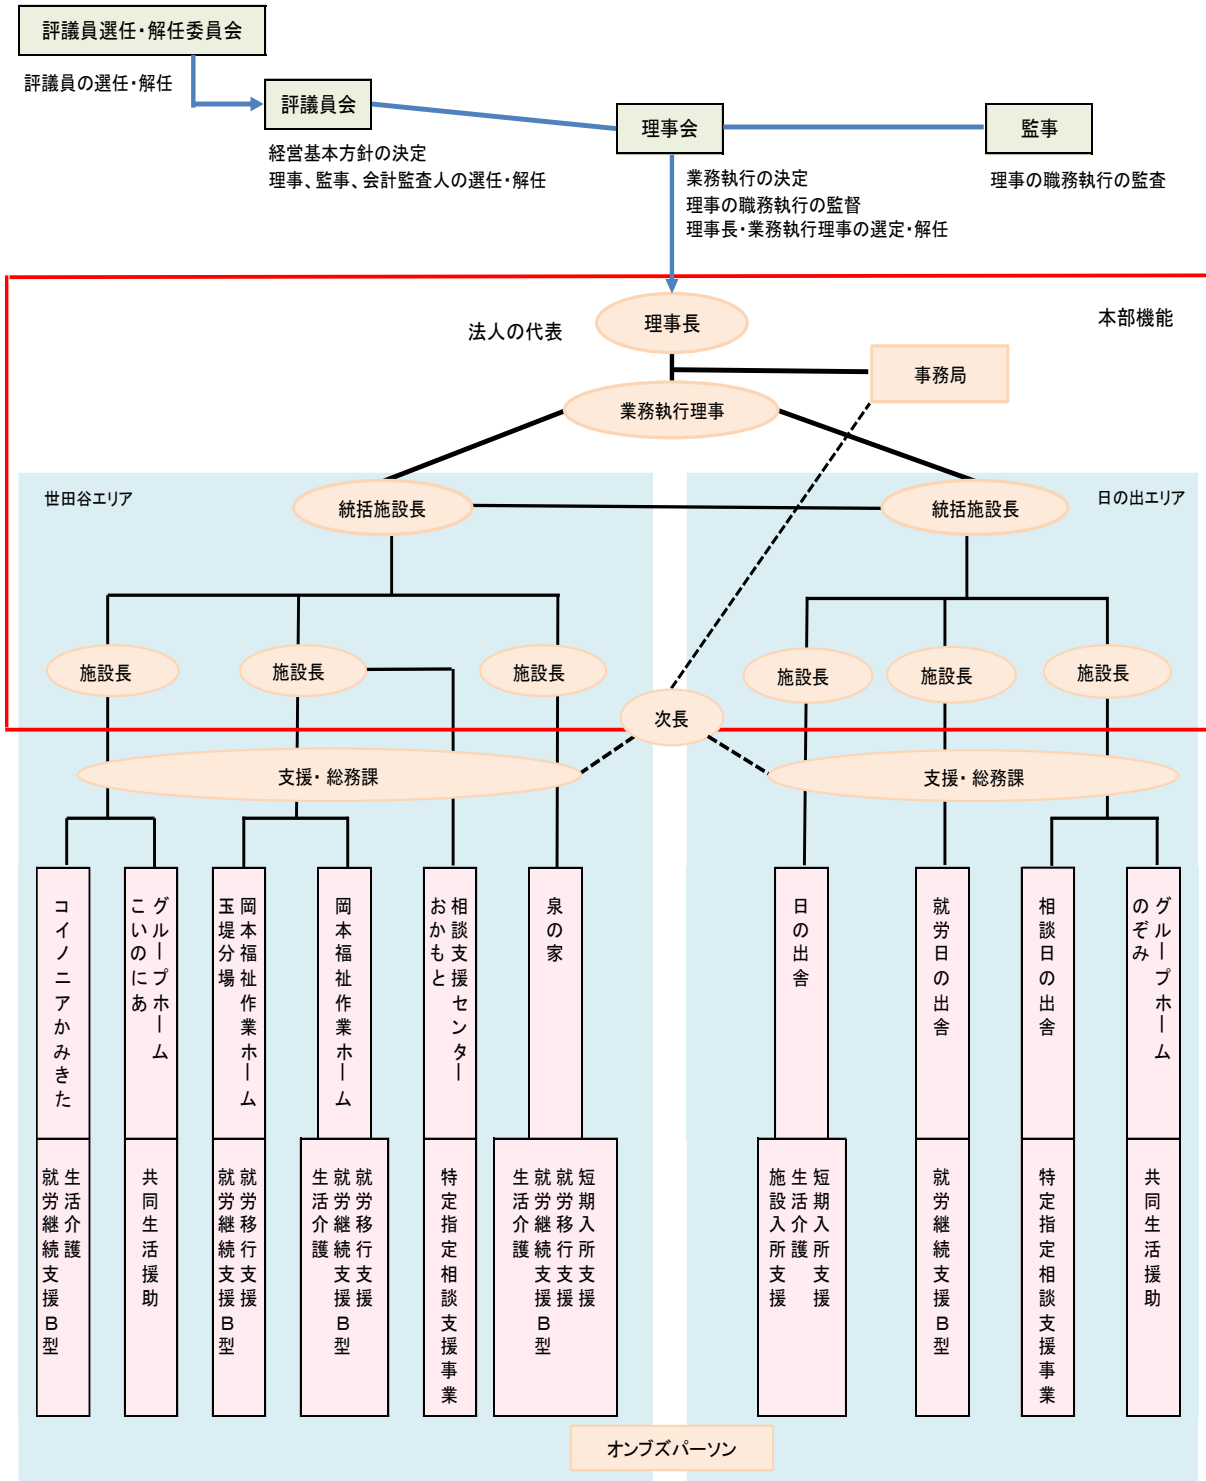 評議員選任・解任委員会
評議員の選任・解任
評議員会
経営基本方針の決定
理事、監事、会計監査人の選任・解任
理事会
業務執行の決定
理事の職務執行の監督
理事長・業務執行理事の選定・解任
監事
理事の職務執行の監査
法人の代表
理事長
本部機能
事務局
業務執行理事
世田谷エリア
統括施設長
統括施設長
日の出エリア
施設長
施設長
施設長
施設長
施設長
施設長
次長
支援・総務課
支援・総務課
コイノニアかみきた
グループホーム
こいのにあ
岡本福祉作業ホーム
玉堤分場
岡本福祉作業ホーム
相談支援センター
おかもと
泉の家
日の出舎
就労日の出舎
相談日の出舎
グループホーム
のぞみ
生活介護
就労継続支援Ｂ型
共同生活援助
就労移行支援
就労継続支援Ｂ型
就労移行支援
就労継続支援Ｂ型
生活介護
特定指定相談支援事業
短期入所支援
就労移行支援
就労継続支援Ｂ型
生活介護
短期入所支援
生活介護
施設入所支援
就労継続支援Ｂ型
特定指定相談支援事業
共同生活援助
オンブズパーソン